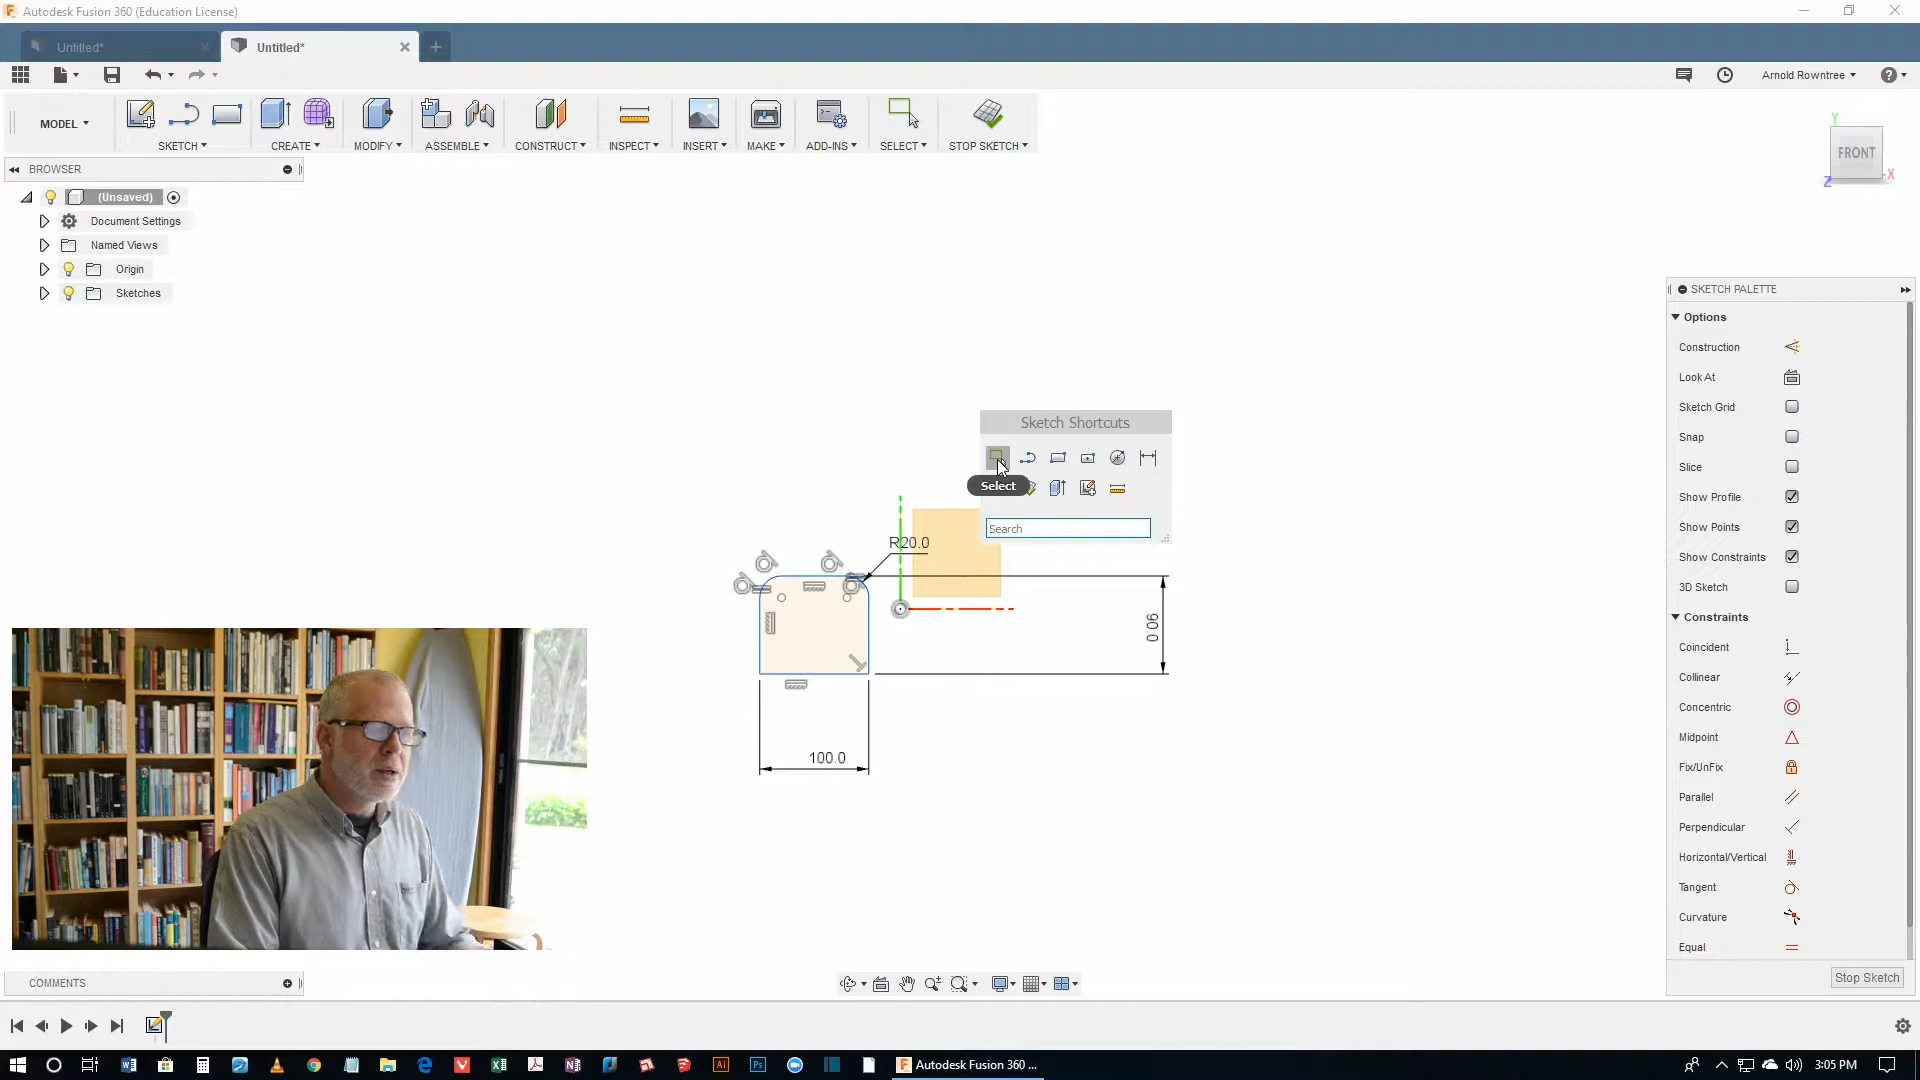 Autodesk Fusion 360 (Education License)
Untitled*
Untitled*
Arnold Rowntree
MODEL
SKETCH
CREATE
MODIFY
ASSEMBLE
CONSTRUCT
INSPECT
INSERT
MAKE
ADD-INS
SELECT
STOP SKETCH
Y
FRONT
X
Z
BROWSER
(Unsaved)
Document Settings
Named Views
Origin
Sketches
Sketch Shortcuts
Select
Search
R20.0
90.0
100.0
SKETCH PALETTE
Options
Construction
Look At
Sketch Grid
Snap
Slice
Show Profile
Show Points
Show Constraints
3D Sketch
Constraints
Coincident
Collinear
Concentric
Midpoint
Fix/UnFix
Parallel
Perpendicular
Horizontal/Vertical
Tangent
Curvature
Equal
Stop Sketch
COMMENTS
Autodesk Fusion 360 ...
3:05 PM